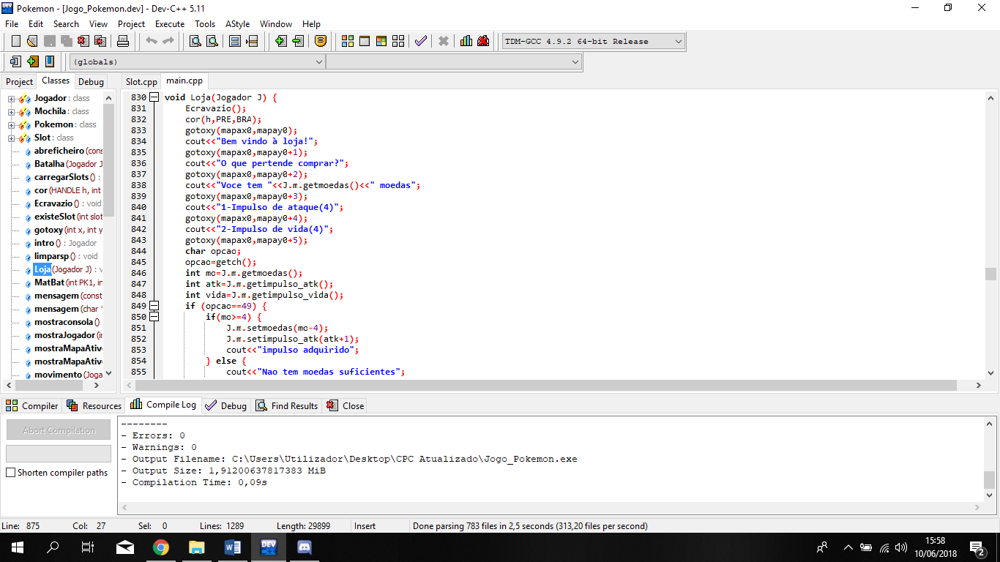 Pokemon - [Jogo_Pokemon.dev] - Dev-C++ 5.11
File Edit Search View Project Execute Tools AStyle Window Help
TDM-GCC 4.9.2 64-bit Release
(globals)
Project Classes Debug
Slot.cpp main.cpp
Jogador : class
Mochila : class
Pokemon : class
Slot : class
abreficheiro (cons
Batalha (Jogador J
carregarSlots () :
cor (HANDLE h, int
Ecravazio () : void
existeSlot (int slot
gotoxy (int x, int y
intro () : Jogador
limparsp () : void
Loja (Jogador J) : v
MatBat (int PK1, in
mensagem (const
mensagem (char *
mostraconsola ()
mostraJogador (in
mostraMapaAtiv
mostraMapaAtiv
movimento (Joga
830 void Loja(Jogador J) {
831 Ecravazio();
832 cor(h,PRE,BRA);
833 gotoxy(mapax0,mapay0);
834 cout<<"Bem vindo à loja!";
835 gotoxy(mapax0,mapay0+1);
836 cout<<"O que pertende comprar?";
837 gotoxy(mapax0,mapay0+2);
838 cout<<"Voce tem "<<J.m.getmoedas()<<" moedas";
839 gotoxy(mapax0,mapay0+3);
840 cout<<"1-Impulso de ataque(4)";
841 gotoxy(mapax0,mapay0+4);
842 cout<<"2-Impulso de vida(4)";
843 gotoxy(mapax0,mapay0+5);
844 char opcao;
845 opcao=getch();
846 int mo=J.m.getmoedas();
847 int atk=J.m.getimpulso_atk();
848 int vida=J.m.getimpulso_vida();
849 if (opcao==49) {
850 if(mo>=4) {
851 J.m.setmoedas(mo-4);
852 J.m.setimpulso_atk(atk+1);
853 cout<<"impulso adquirido";
854 } else {
855 cout<<"Nao tem moedas suficientes";
Compiler Resources Compile Log Debug Find Results Close
Abort Compilation
Shorten compiler paths
--------
- Errors: 0
- Warnings: 0
- Output Filename: C:\Users\Utilizador\Desktop\CPC Atualizado\Jogo_Pokemon.exe
- Output Size: 1,91200637817383 MiB
- Compilation Time: 0,09s
Line: 875 Col: 27 Sel: 0 Lines: 1289 Length: 29899 Insert Done parsing 783 files in 2,5 seconds (313,20 files per second)
DEV
15:58
10/06/2018
2